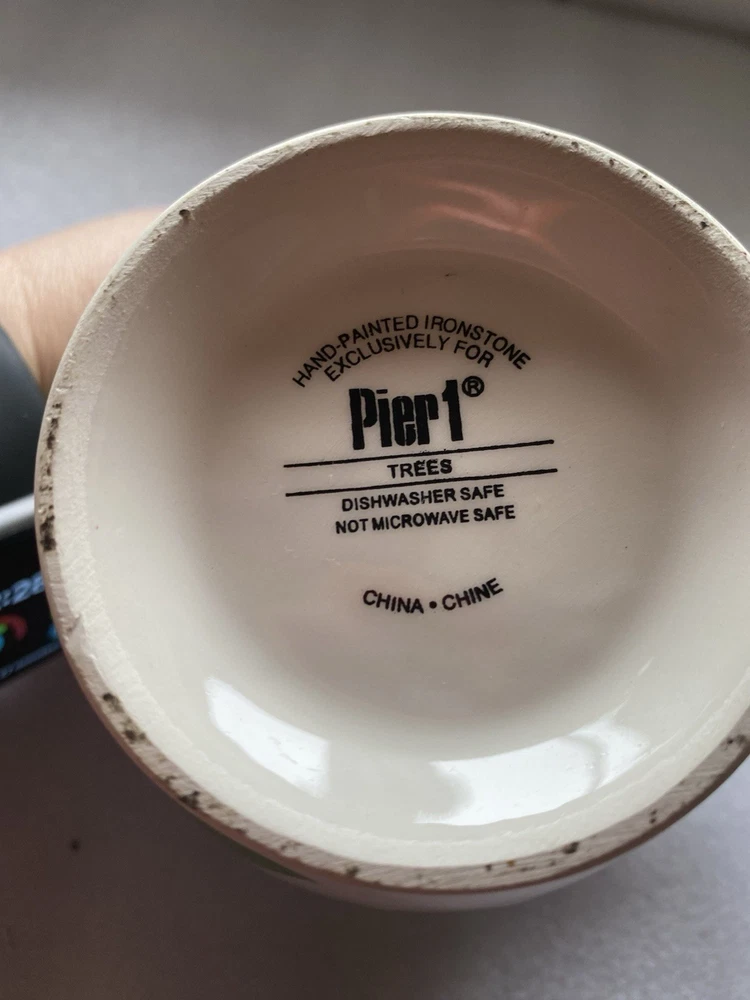 HAND-PAINTED IRONSTONE
EXCLUSIVELY FOR
Pier1®
TREES
DISHWASHER SAFE
NOT MICROWAVE SAFE
CHINA • CHINE